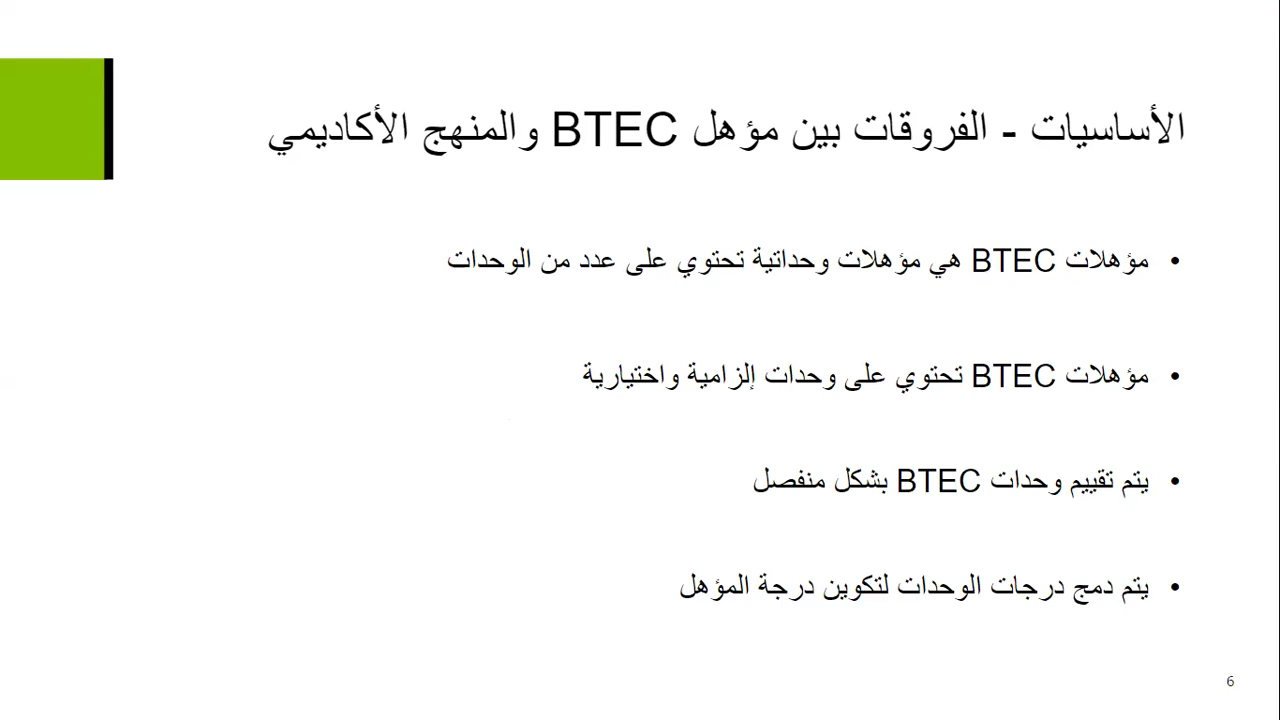 الأساسيات - الفروقات بين مؤهل BTEC والمنهج الأكاديمي
• مؤهلات BTEC هي مؤهلات وحداتية تحتوي على عدد من الوحدات
• مؤهلات BTEC تحتوي على وحدات إلزامية واختيارية
• يتم تقييم وحدات BTEC بشكل منفصل
• يتم دمج درجات الوحدات لتكوين درجة المؤهل
6